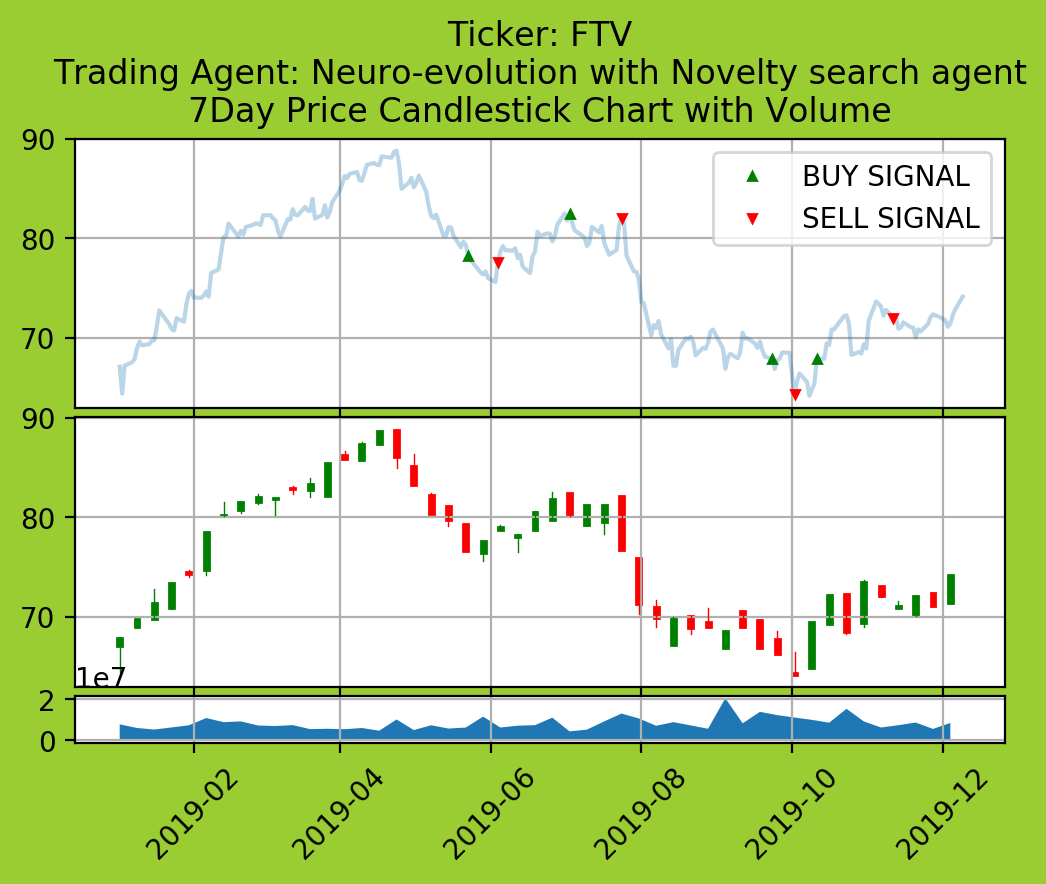 Ticker: FTV
Trading Agent: Neuro-evolution with Novelty search agent
7Day Price Candlestick Chart with Volume
90
80
70
BUY SIGNAL
SELL SIGNAL
90
80
70
1e7
2
0
2019-02
2019-04
2019-06
2019-08
2019-10
2019-12